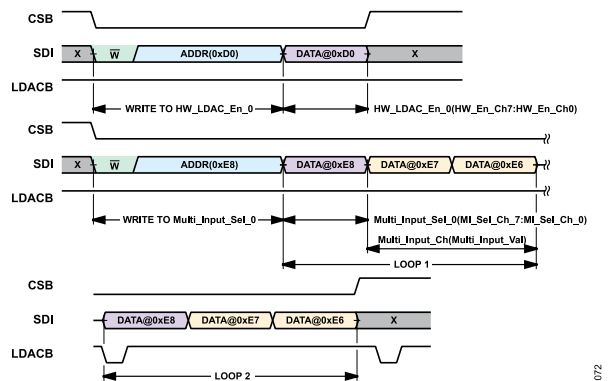 CSB
SDI X W̅ ADDR(0xD0) DATA@0xD0 X
LDACB
WRITE TO HW_LDAC_En_0 HW_LDAC_En_0(HW_En_Ch7:HW_En_Ch0)
CSB
SDI X W̅ ADDR(0xE8) DATA@0xE8 DATA@0xE7 DATA@0xE6
LDACB
WRITE TO Multi_Input_Sel_0 Multi_Input_Sel_0(MI_Sel_Ch_7:MI_Sel_Ch_0)
Multi_Input_Ch(Multi_Input_Val)
LOOP 1
CSB
SDI DATA@0xE8 DATA@0xE7 DATA@0xE6 X
LDACB
LOOP 2
072